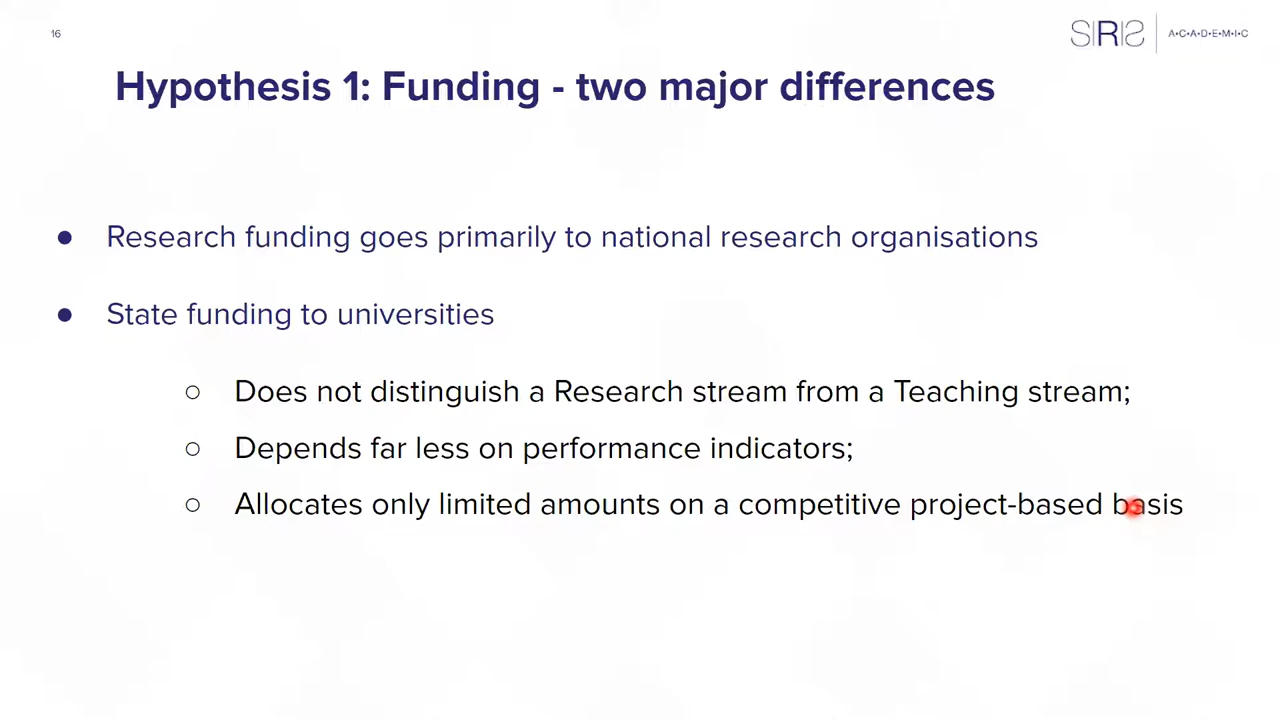 16
SIRIS
A•C•A•D•E•M•I•C
Hypothesis 1: Funding - two major differences
● Research funding goes primarily to national research organisations
● State funding to universities
○ Does not distinguish a Research stream from a Teaching stream;
○ Depends far less on performance indicators;
○ Allocates only limited amounts on a competitive project-based basis